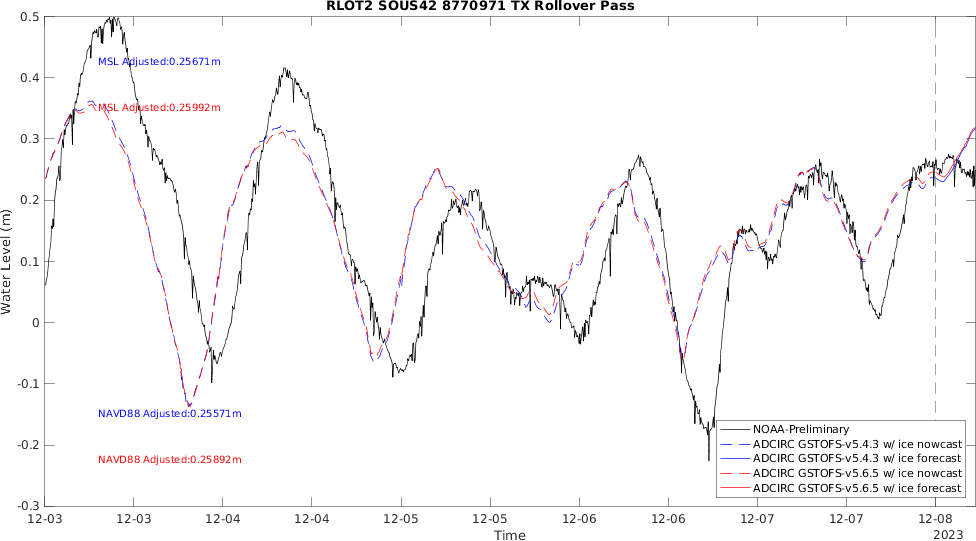 RLOT2 SOUS42 8770971 TX Rollover Pass
0.5
MSL Adjusted:0.25671m
0.4
MSL Adjusted:0.25992m
0.3
0.2
Water Level (m)
0.1
0
-0.1
NAVD88 Adjusted:0.25571m
-0.2
NAVD88 Adjusted:0.25892m
-0.3
NOAA-Preliminary
ADCIRC GSTOFS-v5.4.3 w/ ice nowcast
ADCIRC GSTOFS-v5.4.3 w/ ice forecast
ADCIRC GSTOFS-v5.6.5 w/ ice nowcast
ADCIRC GSTOFS-v5.6.5 w/ ice forecast
12-03 12-03 12-04 12-04 12-05 12-05 12-06 12-06 12-07 12-07 12-08
2023
Time